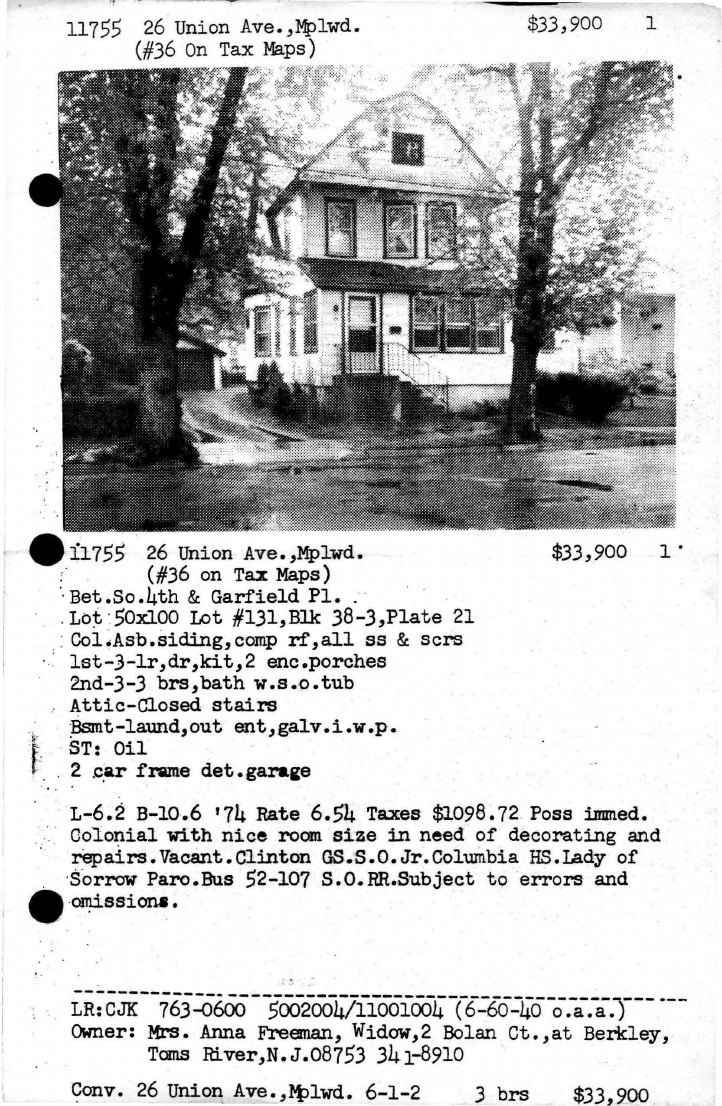 11755 26 Union Ave.,Mplwd. $33,900 1
(#36 On Tax Maps)
11755 26 Union Ave.,Mplwd. $33,900 1
(#36 on Tax Maps)
Bet.So.4th & Garfield Pl.
Lot 50x100 Lot #131,Blk 38-3,Plate 21
Col.Asb.siding,comp rf,all ss & scrs
1st-3-lr,dr,kit,2 enc.porches
2nd-3-3 brs,bath w.s.o.tub
Attic-Closed stairs
Bsmt-laund,out ent,galv.i.w.p.
ST: Oil
2 car frame det.garage
L-6.2 B-10.6 '74 Rate 6.54 Taxes $1098.72 Poss immed.
Colonial with nice room size in need of decorating and
repairs.Vacant.Clinton GS.S.O.Jr.Columbia HS.Lady of
Sorrow Paro.Bus 52-107 S.O.RR.Subject to errors and
omissions.
LR:CJK 763-0600 5002004/11001004 (6-60-40 o.a.a.)
Owner: Mrs. Anna Freeman, Widow,2 Bolan Ct.,at Berkley,
Toms River,N.J.08753 341-8910
Conv. 26 Union Ave.,Mplwd. 6-1-2 3 brs $33,900